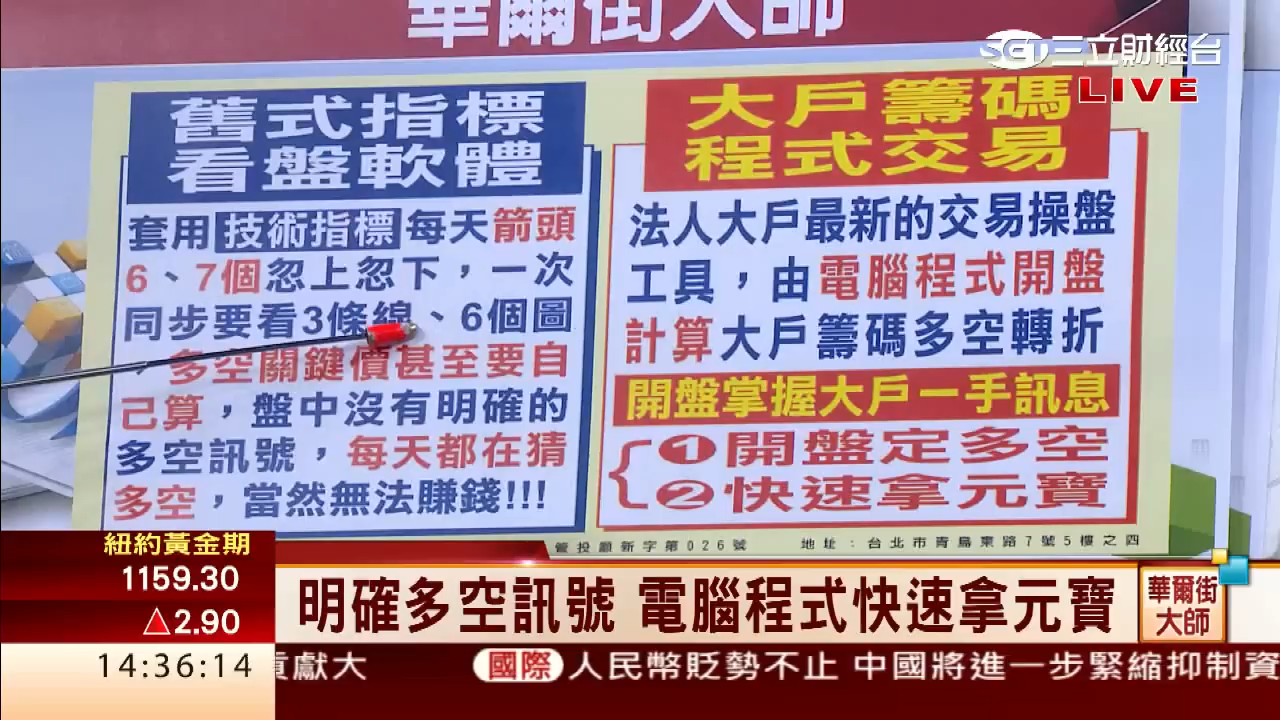 華爾街大師
SET三立財經台
LIVE
舊式指標
看盤軟體
套用技術指標每天箭頭
6、7個忽上忽下，一次
同步要看3條線、6個圖
，多空關鍵價甚至要自
己算，盤中沒有明確的
多空訊號，每天都在猜
多空，當然無法賺錢!!!
大戶籌碼
程式交易
法人大戶最新的交易操盤
工具，由電腦程式開盤
計算大戶籌碼多空轉折
開盤掌握大戶一手訊息
1開盤定多空
2快速拿元寶
管投顧新字第026號 地址：台北市青島東路7號5樓之四
紐約黃金期
1159.30
△2.90
14:36:14
明確多空訊號 電腦程式快速拿元寶
華爾街
大師
貢獻大 國際 人民幣貶勢不止 中國將進一步緊縮抑制資